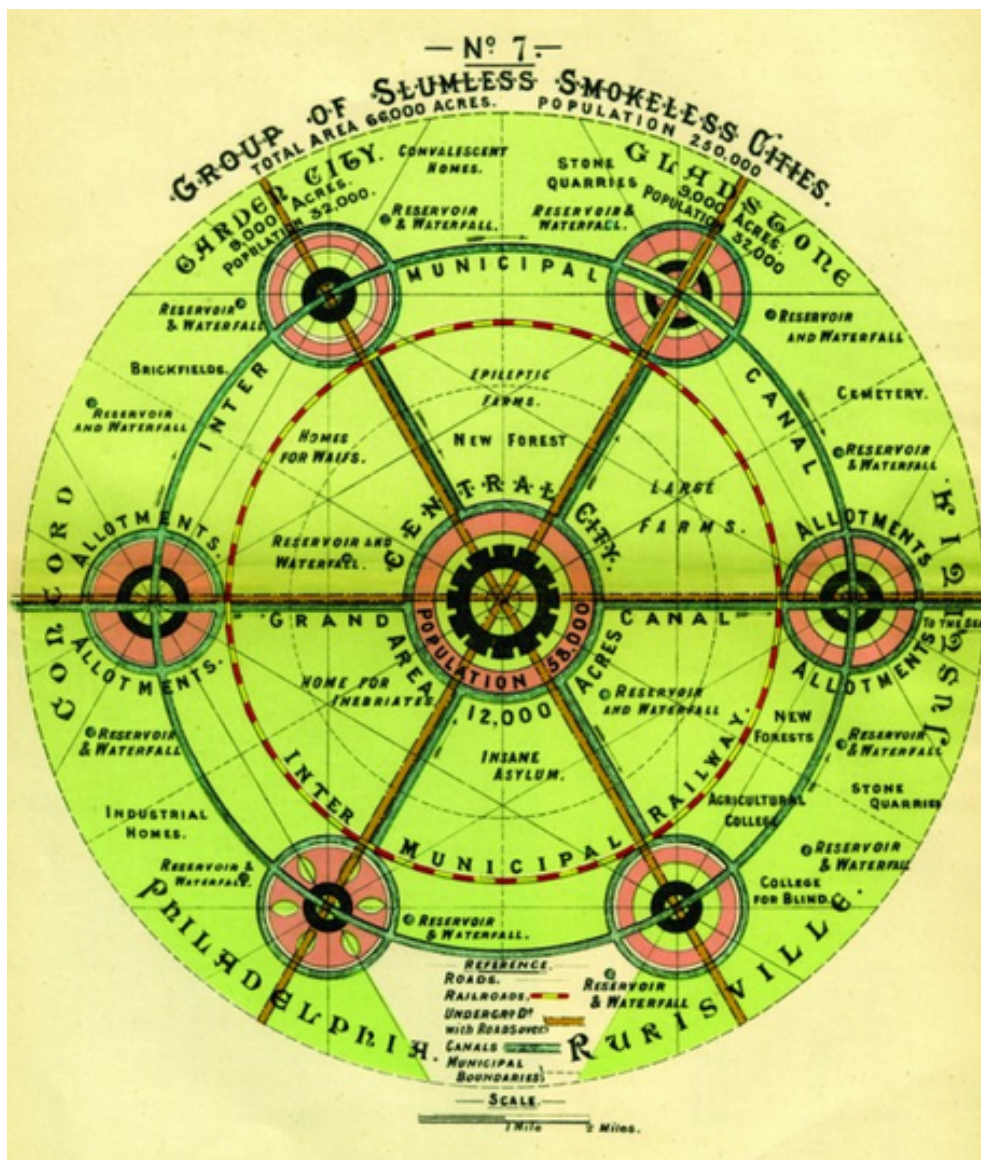 — Nº 7. —
GROUP OF SLUMLESS SMOKELESS CITIES.
TOTAL AREA 66,000 ACRES. POPULATION 250,000
GARDEN CITY.
9,000 ACRES.
POPULATION 32,000.
CONVALESCENT
HOMES.
STONE
QUARRIES
GLADSTONE
9,000 ACRES.
POPULATION
32,000
RESERVOIR
& WATERFALL.
RESERVOIR &
WATERFALL.
INTER MUNICIPAL CANAL
RESERVOIR
& WATERFALL
RESERVOIR
AND WATERFALL
BRICKFIELDS.
EPILEPTIC
FARMS.
CEMETERY.
RESERVOIR
AND WATERFALL
HOMES
FOR WAIFS.
NEW FOREST
RESERVOIR
& WATERFALL
LARGE
FARMS.
CENTRAL CITY.
CONCORD
ALLOTMENTS.
RESERVOIR AND
WATERFALL.
ALLOTMENTS
GRAND CANAL
POPULATION 58.000
TO THE SEA
AREA 12,000 ACRES
ALLOTMENTS.
ALLOTMENTS
HOME FOR
INEBRIATES.
RESERVOIR
AND WATERFALL
RESERVOIR
& WATERFALL
NEW
FORESTS
RESERVOIR
& WATERFALL
INSANE
ASYLUM.
STONE
QUARRIES
INTER MUNICIPAL RAILWAY.
AGRICULTURAL
COLLEGE
INDUSTRIAL
HOMES.
RESERVOIR
& WATERFALL
RESERVOIR &
WATERFALL.
COLLEGE
FOR BLIND.
RESERVOIR
& WATERFALL.
PHILADELPHIA.
RURISVILLE.
REFERENCE.
ROADS.
RAILROADS.
UNDERGRD Dº
with ROADS over
CANALS
MUNICIPAL
BOUNDARIES
RESERVOIR
& WATERFALL
SCALE.
1 Mile 2 Miles.